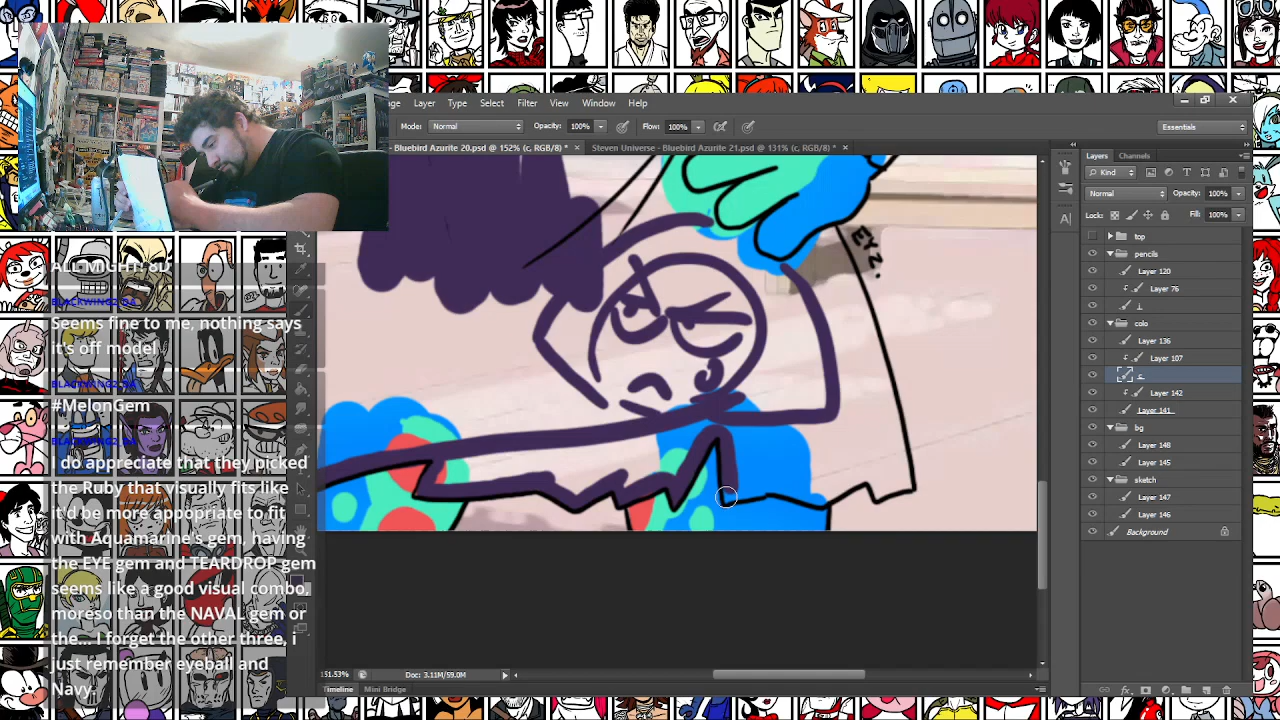 Layer Type Select Filter View Window Help
Mode: Normal Opacity: 100% Flow: 100% Essentials
Bluebird Azurite 20.psd @ 152% (c, RGB/8) * × Steven Universe - Bluebird Azurite 21.psd @ 131% (c, RGB/8) * ×
Layers Channels
Kind
Normal Opacity: 100%
Lock: Fill: 100%
top
pencils
Layer 120
Layer 76
colo
Layer 136
Layer 107
c
Layer 142
Layer 141
bg
Layer 148
Layer 145
sketch
Layer 147
Layer 146
Background
EYZ.
ALL MIGHT! 8D
Seems fine to me, nothing says
it's off model
#MelonGem
I do appreciate that they picked
the Ruby that visually fits like
it'd be more appopriate to fit
with Aquamarine's gem, having
the EYE gem and TEARDROP gem
seems like a good visual combo,
moreso than the NAVAL gem or
the... I forget the other three, i
just remember eyeball and
Navy
151.53% Doc: 3.11M/59.0M
Timeline Mini Bridge